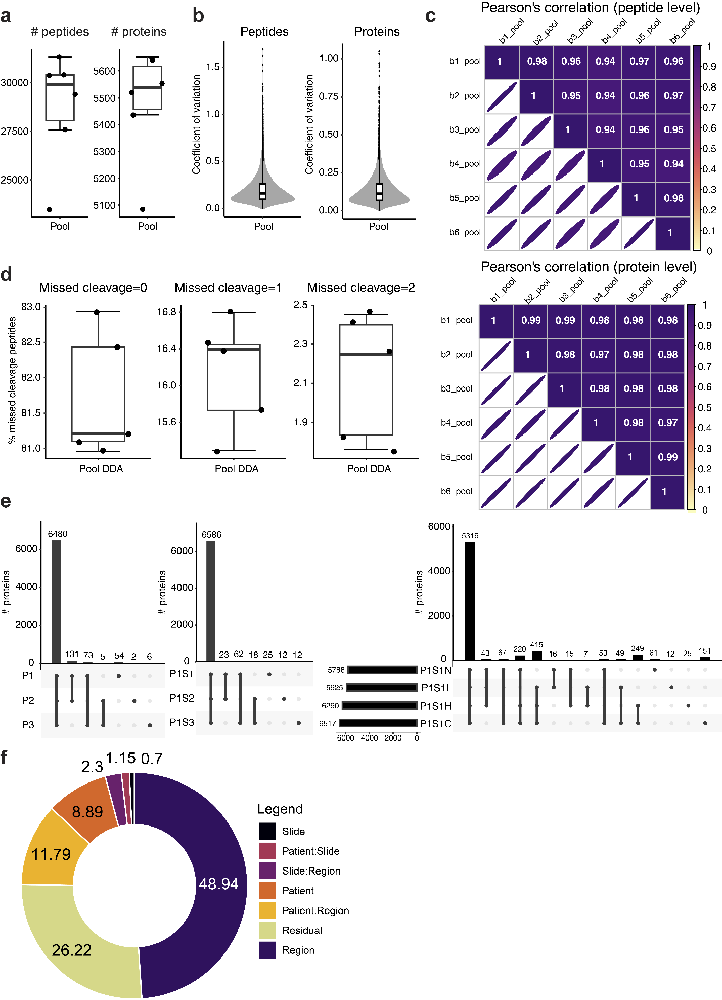 a
# peptides
# proteins
30000
27500
25000
Pool
5600
5500
5400
5300
5200
5100
Pool
b
Peptides
Proteins
Coefficient of variation
1.5
1.0
0.5
0.0
Pool
Coefficient of variation
1.00
0.75
0.50
0.25
0.00
Pool
c
Pearson's correlation (peptide level)
b1_pool b2_pool b3_pool b4_pool b5_pool b6_pool
b1_pool 1 0.98 0.96 0.94 0.97 0.96
b2_pool 1 0.95 0.94 0.96 0.97
b3_pool 1 0.94 0.96 0.95
b4_pool 1 0.95 0.94
b5_pool 1 0.98
b6_pool 1
1
0.9
0.8
0.7
0.6
0.5
0.4
0.3
0.2
0.1
0
Pearson's correlation (protein level)
b1_pool b2_pool b3_pool b4_pool b5_pool b6_pool
b1_pool 1 0.99 0.99 0.98 0.98 0.98
b2_pool 1 0.98 0.97 0.98 0.98
b3_pool 1 0.98 0.98 0.98
b4_pool 1 0.98 0.97
b5_pool 1 0.99
b6_pool 1
1
0.9
0.8
0.7
0.6
0.5
0.4
0.3
0.2
0.1
0
d
Missed cleavage=0
Missed cleavage=1
Missed cleavage=2
% missed cleavage peptides
83.0
82.5
82.0
81.5
81.0
Pool DDA
16.8
16.4
16.0
15.6
Pool DDA
2.5
2.3
2.1
1.9
Pool DDA
e
# proteins
6000
4000
2000
0
6480 131 73 5 54 2 6
P1
P2
P3
# proteins
6000
4000
2000
0
6586 23 62 18 25 12 12
P1S1
P1S2
P1S3
# proteins
6000
4000
2000
0
5316 43 67 220 415 16 15 7 50 49 249 61 12 25 151
5788 P1S1N
5925 P1S1L
6290 P1S1H
6517 P1S1C
6000 4000 2000 0
f
2.3 1.15 0.7
8.89
11.79
48.94
26.22
Legend
Slide
Patient:Slide
Slide:Region
Patient
Patient:Region
Residual
Region